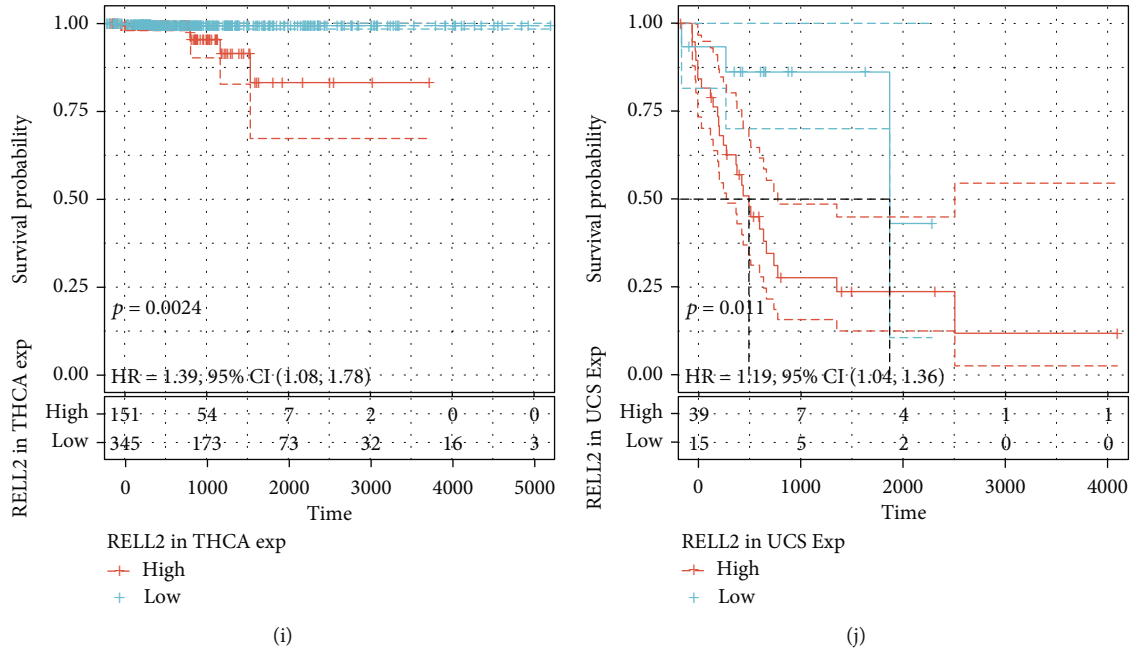 1.00
0.75
0.50
0.25
0.00
Survival probability
p = 0.0024
HR = 1.39; 95% CI (1.08; 1.78)
RELL2 in THCA exp
High 151 54 7 2 0 0
Low 345 173 73 32 16 3
0 1000 2000 3000 4000 5000
Time
RELL2 in THCA exp
High
Low
(i)
1.00
0.75
0.50
0.25
0.00
Survival probability
p = 0.011
HR = 1.19; 95% CI (1.04; 1.36)
RELL2 in UCS Exp
High 39 7 4 1 1
Low 15 5 2 0 0
0 1000 2000 3000 4000
Time
RELL2 in UCS Exp
High
Low
(j)